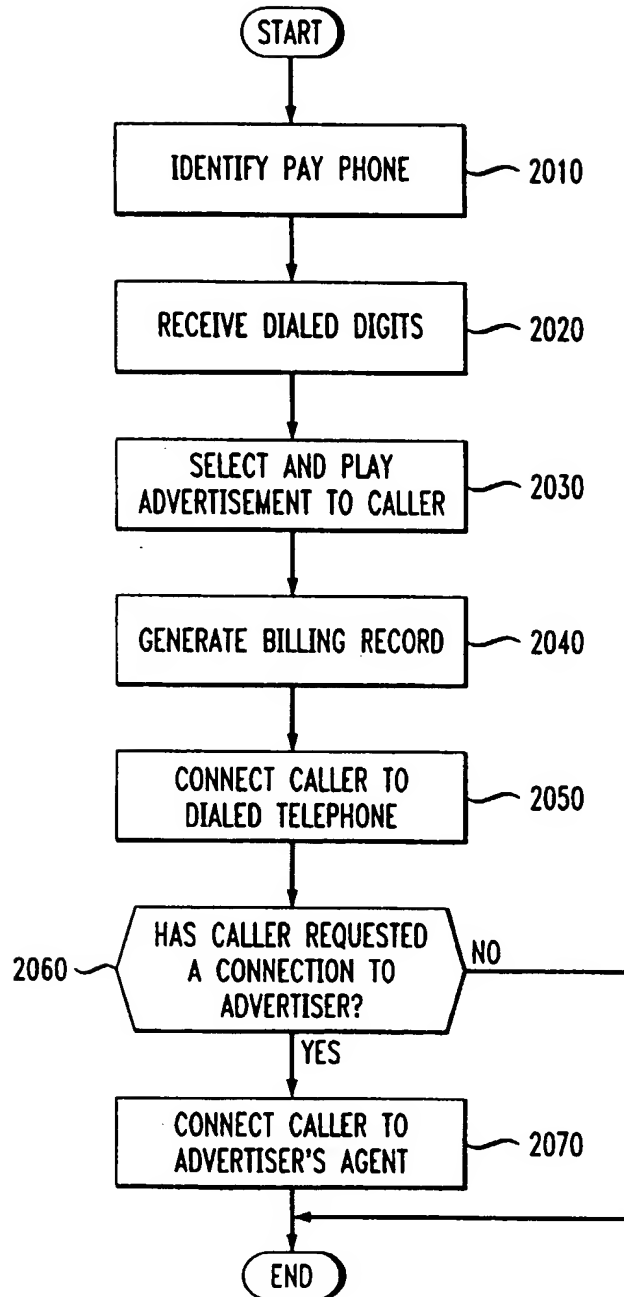 START
IDENTIFY PAY PHONE
2010
RECEIVE DIALED DIGITS
2020
SELECT AND PLAY
ADVERTISEMENT TO CALLER
2030
GENERATE BILLING RECORD
2040
CONNECT CALLER TO
DIALED TELEPHONE
2050
2060
HAS CALLER REQUESTED
A CONNECTION TO
ADVERTISER?
NO
YES
CONNECT CALLER TO
ADVERTISER'S AGENT
2070
END